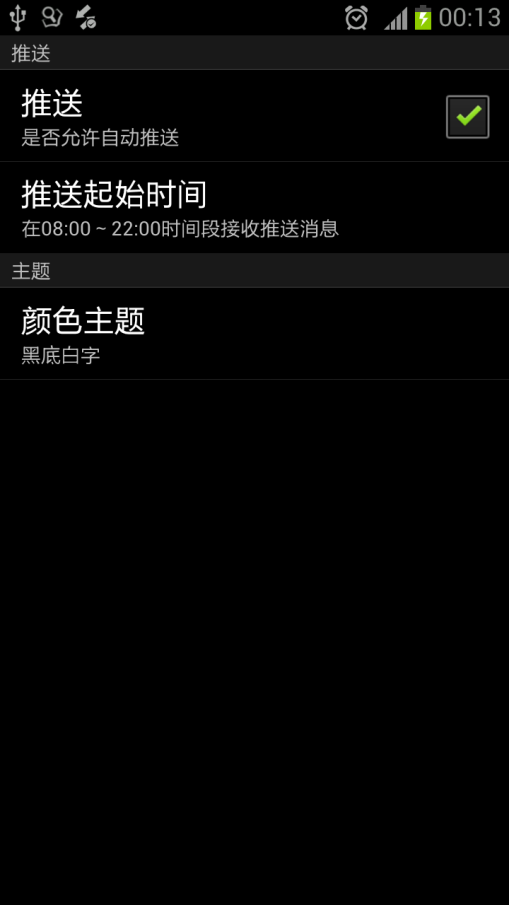 00:13
推送
推送
是否允许自动推送
推送起始时间
在08:00 ~ 22:00时间段接收推送消息
主题
颜色主题
黑底白字